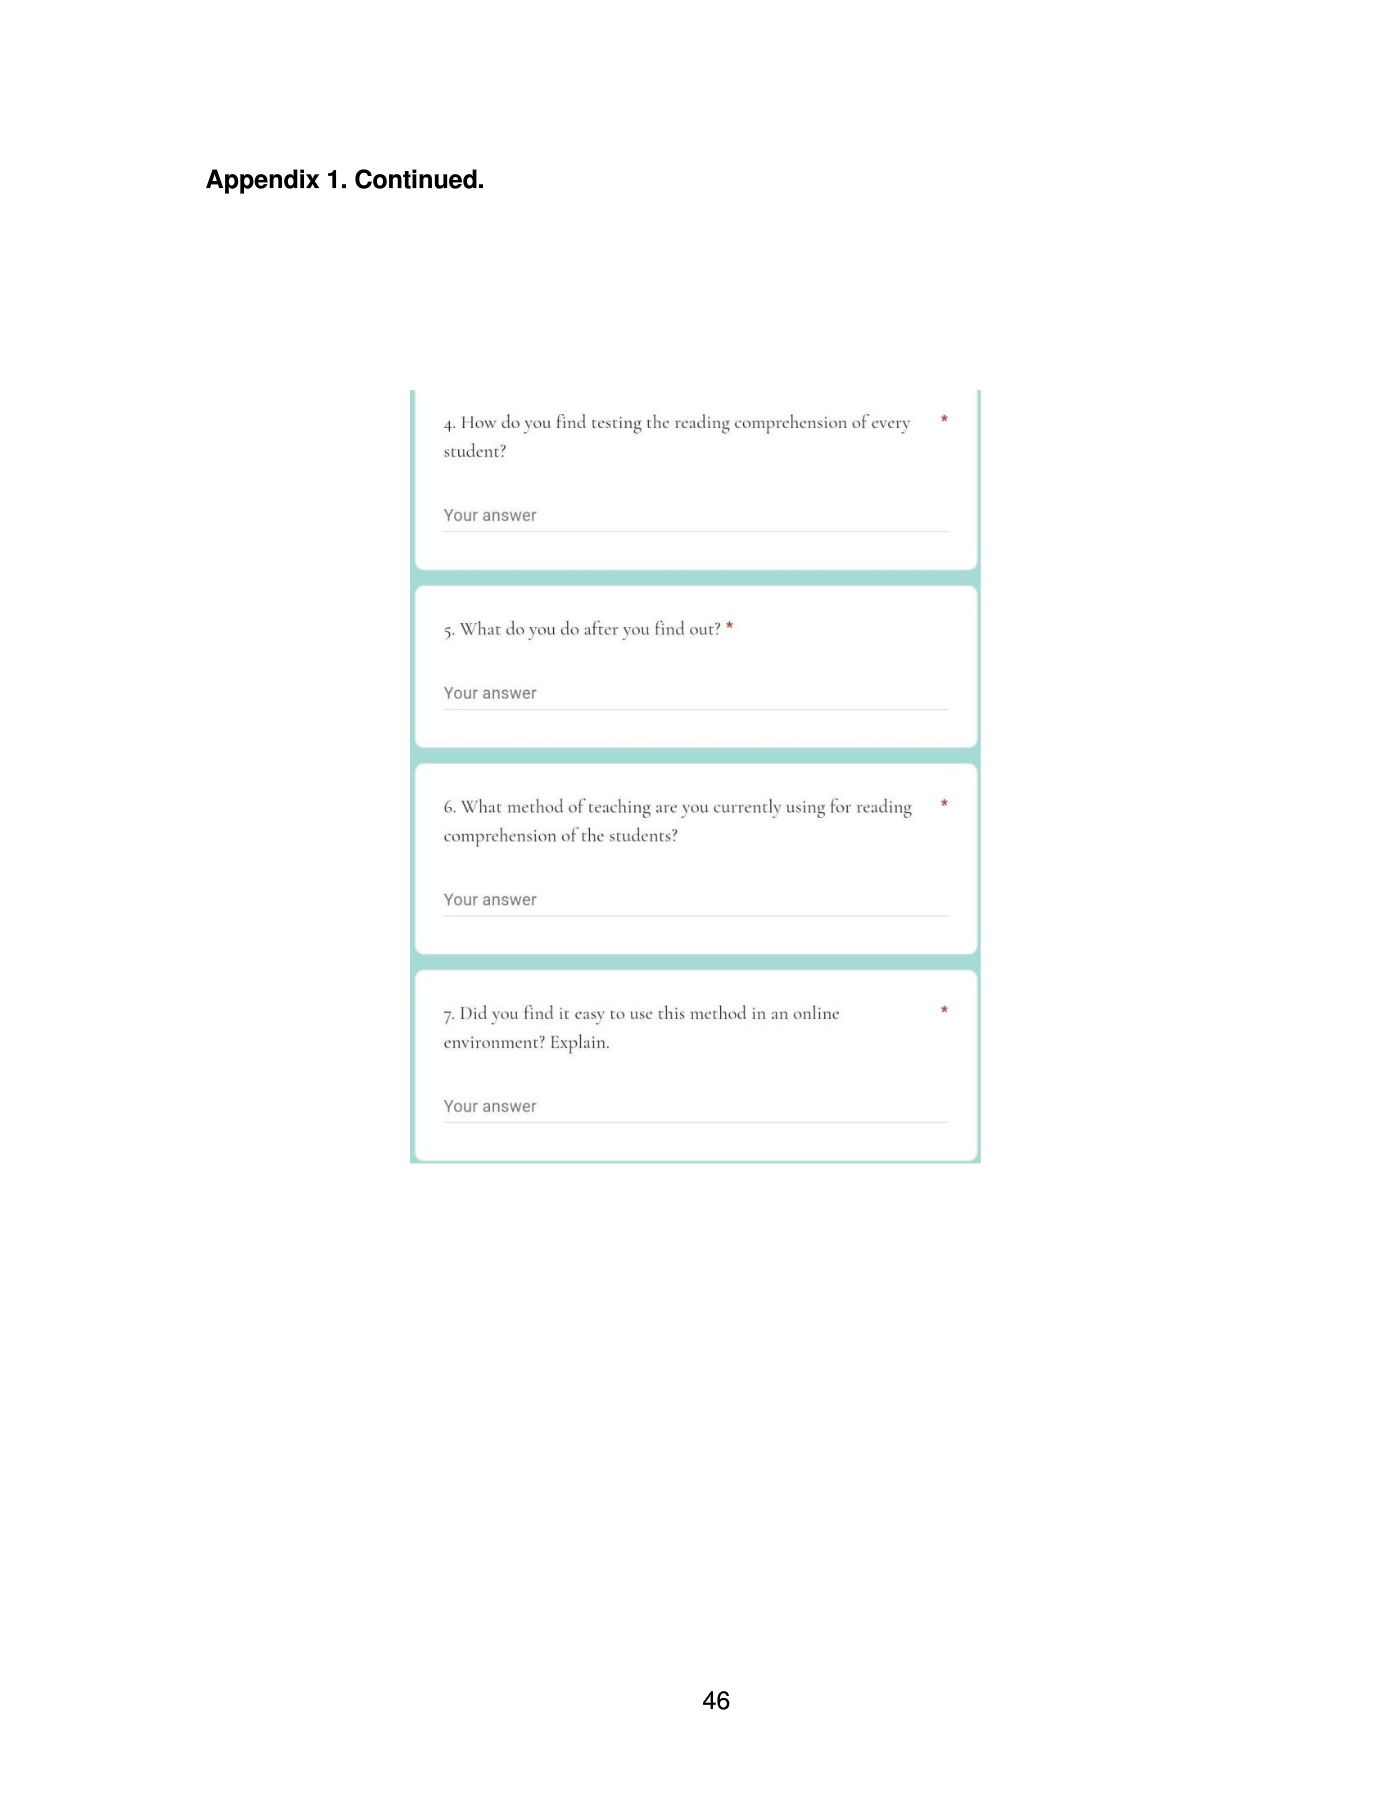 Appendix 1. Continued.
4. How do you find testing the reading comprehension of every *
student?
Your answer
5. What do you do after you find out? *
Your answer
6. What method of teaching are you currently using for reading *
comprehension of the students?
Your answer
7. Did you find it easy to use this method in an online *
environment? Explain.
Your answer
46